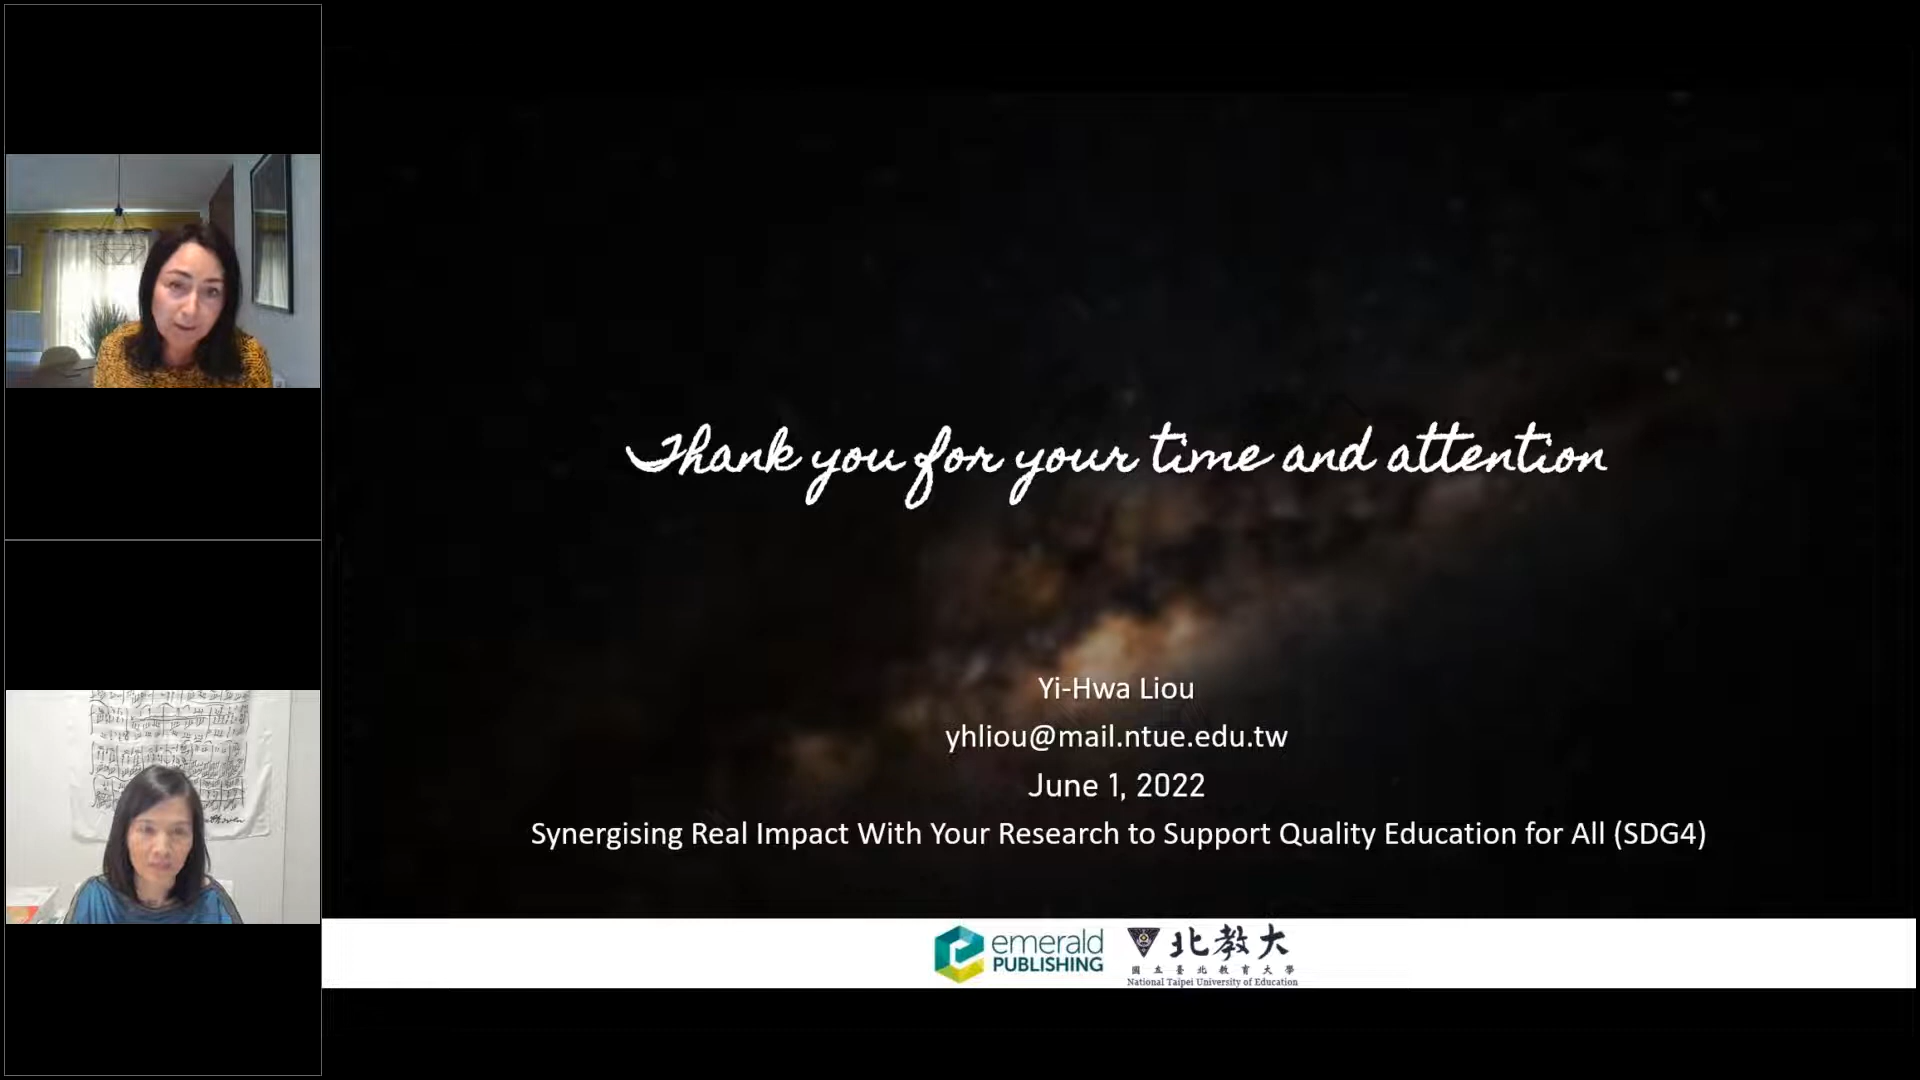 Thank you for your time and attention
Yi-Hwa Liou
yhliou@mail.ntue.edu.tw
June 1, 2022
Synergising Real Impact With Your Research to Support Quality Education for All (SDG4)
emerald
PUBLISHING
北教大
國立臺北教育大學
National Taipei University of Education